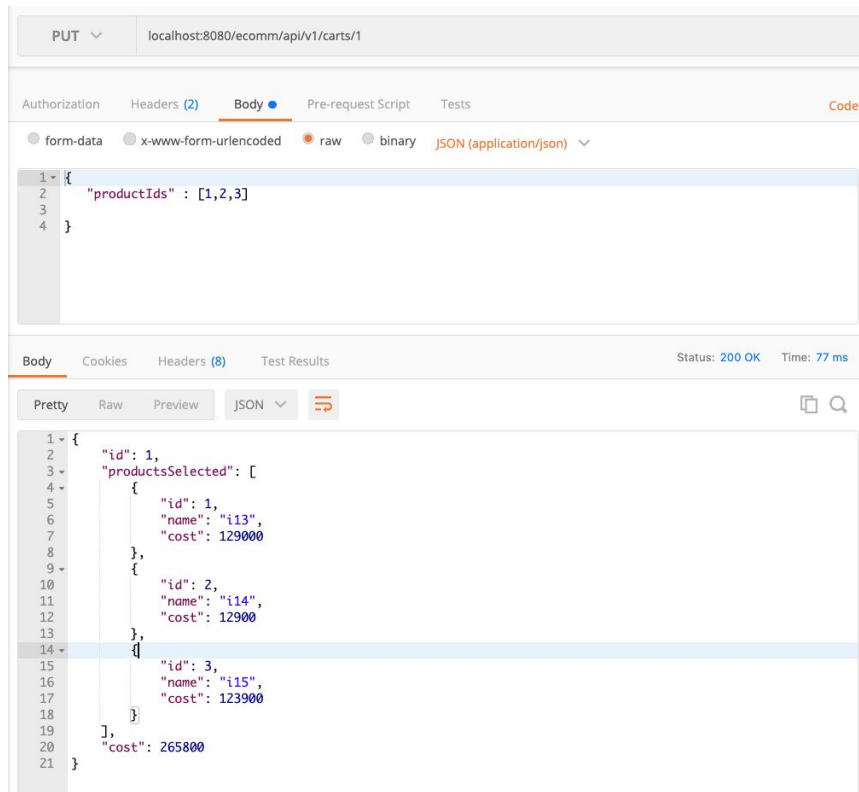 PUT localhost:8080/ecomm/api/v1/carts/1
Authorization Headers (2) Body Pre-request Script Tests Code
form-data x-www-form-urlencoded raw binary JSON (application/json)
1 {
2 "productIds" : [1,2,3]
3
4 }
Body Cookies Headers (8) Test Results Status: 200 OK Time: 77 ms
Pretty Raw Preview JSON
1 {
2 "id": 1,
3 "productsSelected": [
4 {
5 "id": 1,
6 "name": "i13",
7 "cost": 129000
8 },
9 {
10 "id": 2,
11 "name": "i14",
12 "cost": 12900
13 },
14 {
15 "id": 3,
16 "name": "i15",
17 "cost": 123900
18 }
19 ],
20 "cost": 265800
21 }